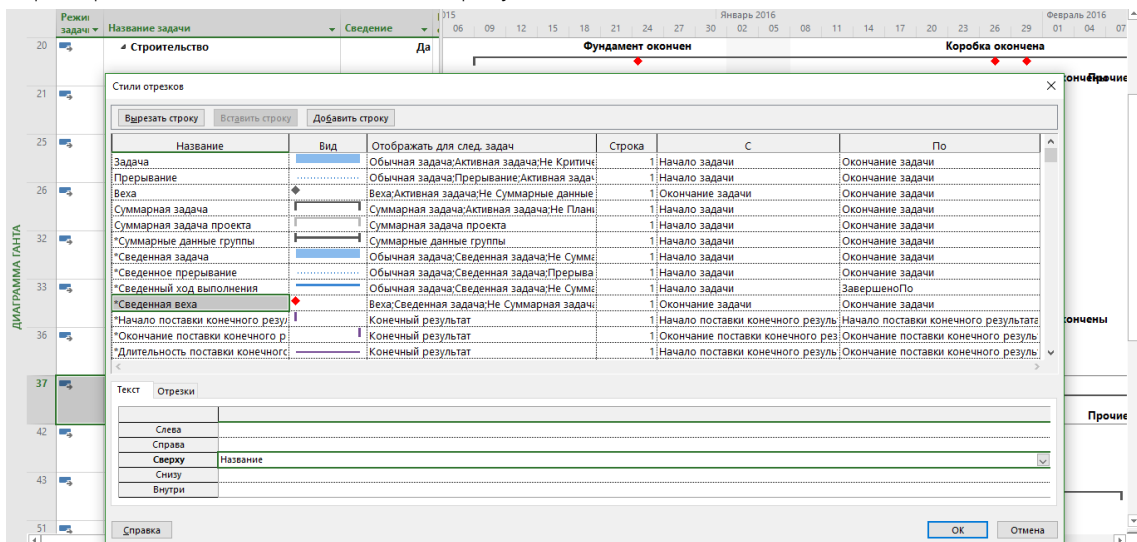 Режи 015 Январь 2016 Февраль 2016
задачи Название задачи Сведение 06 09 12 15 18 21 24 27 30 02 05 08 11 14 17 20 23 26 29 01 04 07
20 Строительство Да Фундамент окончен Коробка окончена
21
25
26
32
33
36
37
42
43
51
ДИАГРАММА ГАНТА
Прочие
кончены
Прочие
Стили отрезков
Вырезать строку Вставить строку Добавить строку
Название Вид Отображать для след. задач Строка С По
Задача Обычная задача;Активная задача;Не Критиче 1 Начало задачи Окончание задачи
Прерывание Обычная задача;Прерывание;Активная задач 1 Начало задачи Окончание задачи
Веха Веха;Активная задача;Не Суммарные данные 1 Окончание задачи Окончание задачи
Суммарная задача Суммарная задача;Активная задача;Не Плани 1 Начало задачи Окончание задачи
Суммарная задача проекта Суммарная задача проекта 1 Начало задачи Окончание задачи
*Суммарные данные группы Суммарные данные группы 1 Начало задачи Окончание задачи
*Сведенная задача Обычная задача;Сведенная задача;Не Сумма 1 Начало задачи Окончание задачи
*Сведенное прерывание Обычная задача;Сведенная задача;Прерыва 1 Начало задачи Окончание задачи
*Сведенный ход выполнения Обычная задача;Сведенная задача;Не Сумма 1 Начало задачи ЗавершеноПо
*Сведенная веха Веха;Сведенная задача;Не Суммарная задача 1 Окончание задачи Окончание задачи
*Начало поставки конечного резу Конечный результат 1 Начало поставки конечного резуль Начало поставки конечного результата
*Окончание поставки конечного р Конечный результат 1 Окончание поставки конечного рез Окончание поставки конечного резуль
*Длительность поставки конечногс Конечный результат 1 Начало поставки конечного резуль Окончание поставки конечного резуль
Текст Отрезки
Слева
Справа
Сверху Название
Снизу
Внутри
Справка ОК Отмена